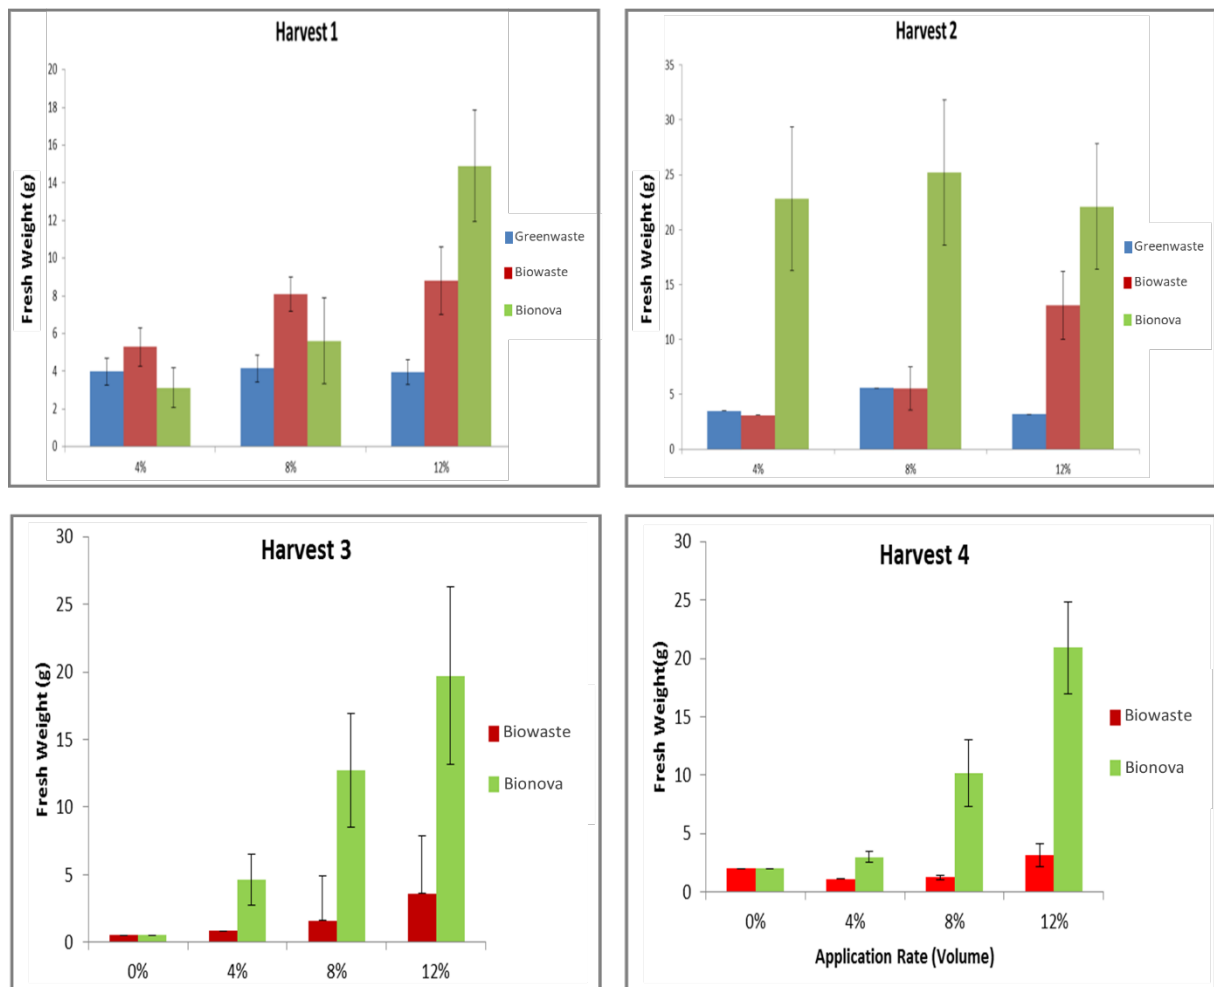 Harvest 1
Fresh Weight (g)
20
18
16
14
12
10
8
6
4
2
0
4%
8%
12%
Greenwaste
Biowaste
Bionova
Harvest 2
Fresh Weight (g)
35
30
25
20
15
10
5
0
4%
8%
12%
Greenwaste
Biowaste
Bionova
Harvest 3
Fresh Weight (g)
30
25
20
15
10
5
0
0%
4%
8%
12%
Biowaste
Bionova
Harvest 4
Fresh Weight(g)
30
25
20
15
10
5
0
0%
4%
8%
12%
Application Rate (Volume)
Biowaste
Bionova